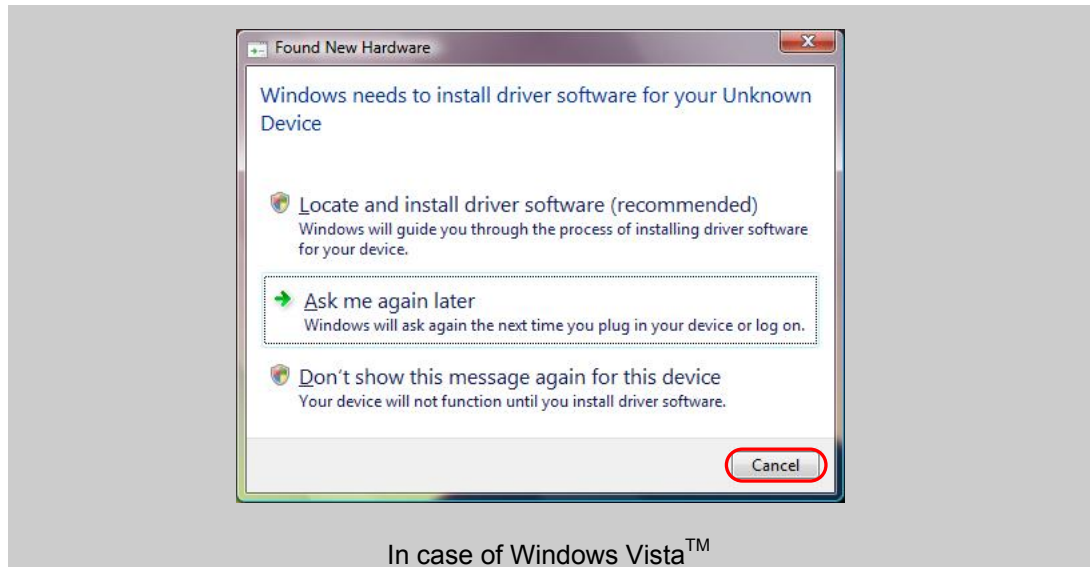 Found New Hardware
Windows needs to install driver software for your Unknown
Device
Locate and install driver software (recommended)
Windows will guide you through the process of installing driver software
for your device.
Ask me again later
Windows will ask again the next time you plug in your device or log on.
Don't show this message again for this device
Your device will not function until you install driver software.
Cancel
In case of Windows Vista™